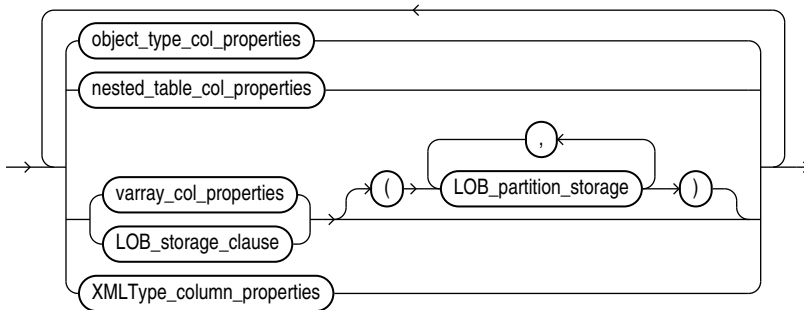 object_type_col_properties
nested_table_col_properties
,
varray_col_properties ( LOB_partition_storage )
LOB_storage_clause
XMLType_column_properties